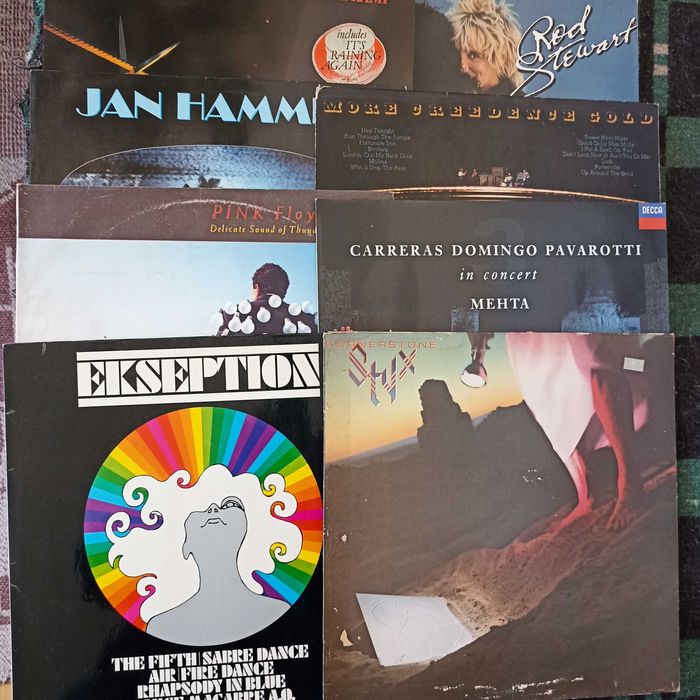 includes
IT'S
RAINING
AGAIN
Rod
Stewart
JAN HAMME
MORE CREEDENCE GOLD
Hey Tonight
Run Through The Jungle
Fortunate Son
Bootleg
Lookin' Out My Back Door
Molina
Who'll Stop The Rain
Sweet Hitch-Hiker
Good Golly Miss Molly
I Put A Spell On You
Don't Look Now (It Ain't You Or Me)
Lodi
Porterville
Up Around The Bend
PINK Floy
Delicate Sound of Thund
DECCA
CARRERAS DOMINGO PAVAROTTI
in concert
MEHTA
EKSEPTION
THE FIFTH | SABRE DANCE
AIR | FIRE DANCE
RHAPSODY IN BLUE
MACABRE A.O.
CORNERSTONE
STYX